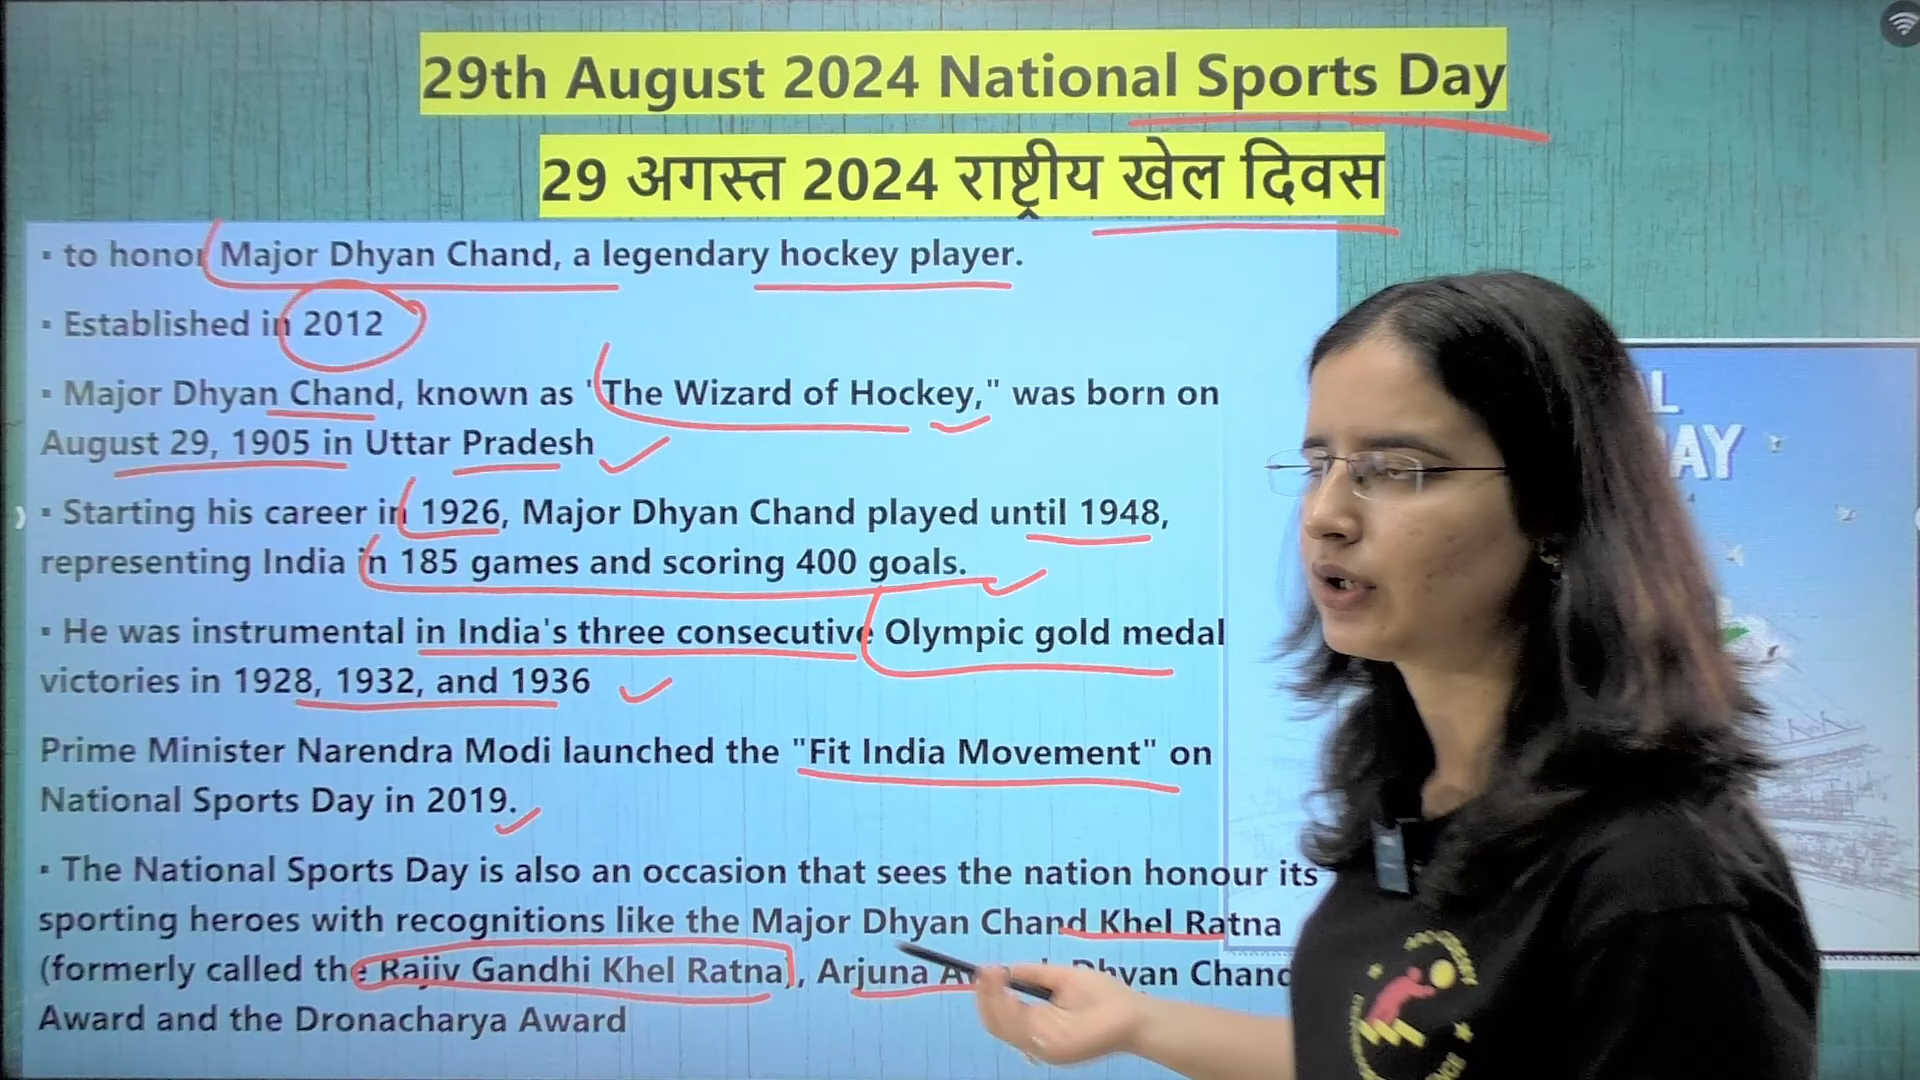 29th August 2024 National Sports Day
29 अगस्त 2024 राष्ट्रीय खेल दिवस
▪ to honor Major Dhyan Chand, a legendary hockey player.
▪ Established in 2012
▪ Major Dhyan Chand, known as "The Wizard of Hockey," was born on
August 29, 1905 in Uttar Pradesh
▪ Starting his career in 1926, Major Dhyan Chand played until 1948,
representing India in 185 games and scoring 400 goals.
▪ He was instrumental in India's three consecutive Olympic gold medal
victories in 1928, 1932, and 1936
Prime Minister Narendra Modi launched the "Fit India Movement" on
National Sports Day in 2019.
▪ The National Sports Day is also an occasion that sees the nation honour its
sporting heroes with recognitions like the Major Dhyan Chand Khel Ratna
(formerly called the Rajiv Gandhi Khel Ratna), Arjuna Dhyan Chand
Award and the Dronacharya Award